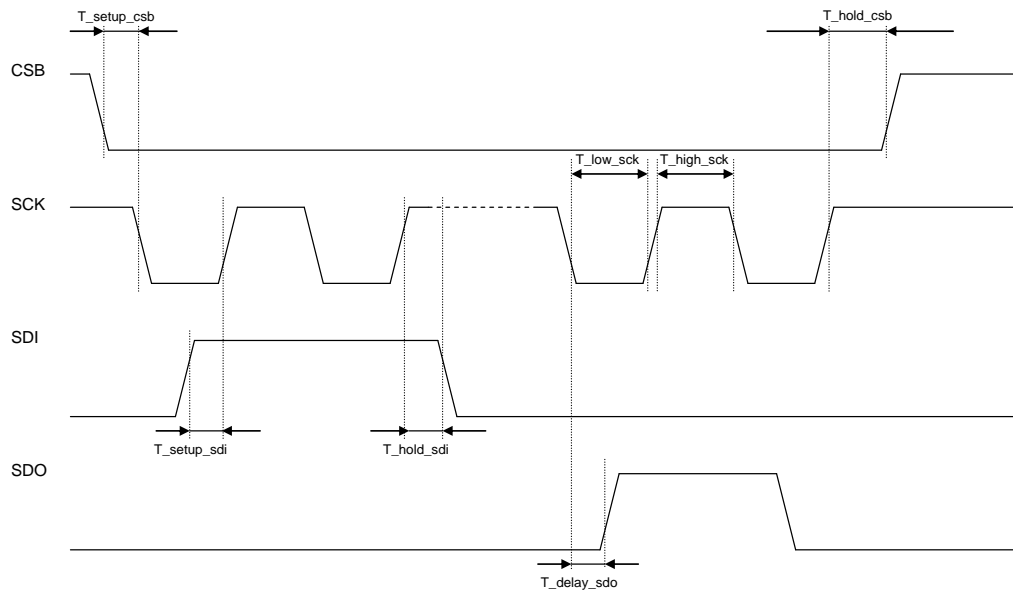 T_setup_csb
T_hold_csb
CSB
T_low_sck
T_high_sck
SCK
SDI
T_setup_sdi
T_hold_sdi
SDO
T_delay_sdo